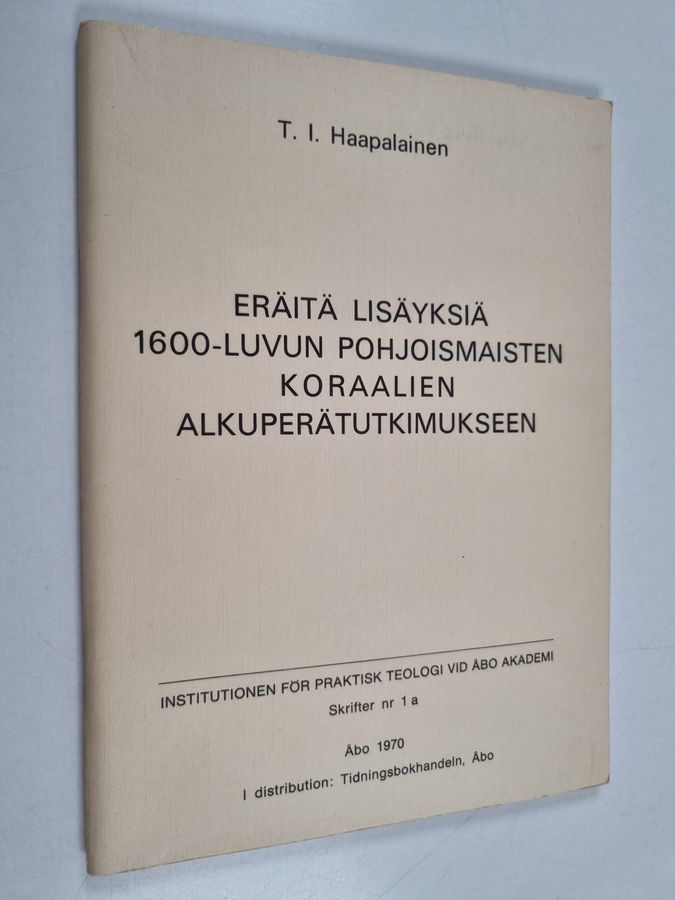 T. I. Haapalainen
ERÄITÄ LISÄYKSIÄ
1600-LUVUN POHJOISMAISTEN
KORAALIEN
ALKUPERÄTUTKIMUKSEEN
INSTITUTIONEN FÖR PRAKTISK TEOLOGI VID ÅBO AKADEMI
Skrifter nr 1 a
Åbo 1970
I distribution: Tidningsbokhandeln, Åbo